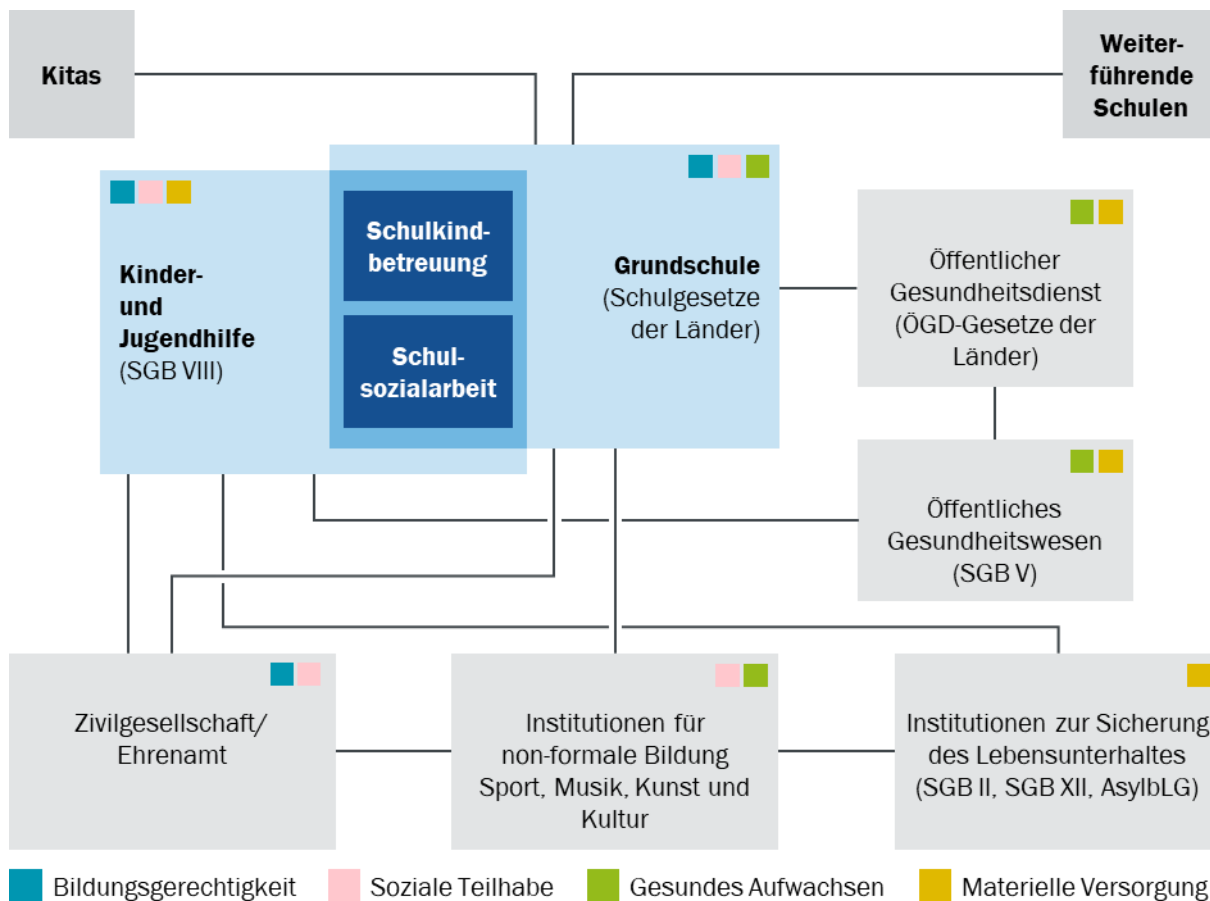 Kitas
Weiter-
führende
Schulen
Kinder-
und
Jugendhilfe
(SGB VIII)
Schulkind-
betreuung
Schul-
sozialarbeit
Grundschule
(Schulgesetze
der Länder)
Öffentlicher
Gesundheitsdienst
(ÖGD-Gesetze der
Länder)
Öffentliches
Gesundheitswesen
(SGB V)
Zivilgesellschaft/
Ehrenamt
Institutionen für
non-formale Bildung
Sport, Musik, Kunst und
Kultur
Institutionen zur Sicherung
des Lebensunterhaltes
(SGB II, SGB XII, AsylbLG)
Bildungsgerechtigkeit
Soziale Teilhabe
Gesundes Aufwachsen
Materielle Versorgung